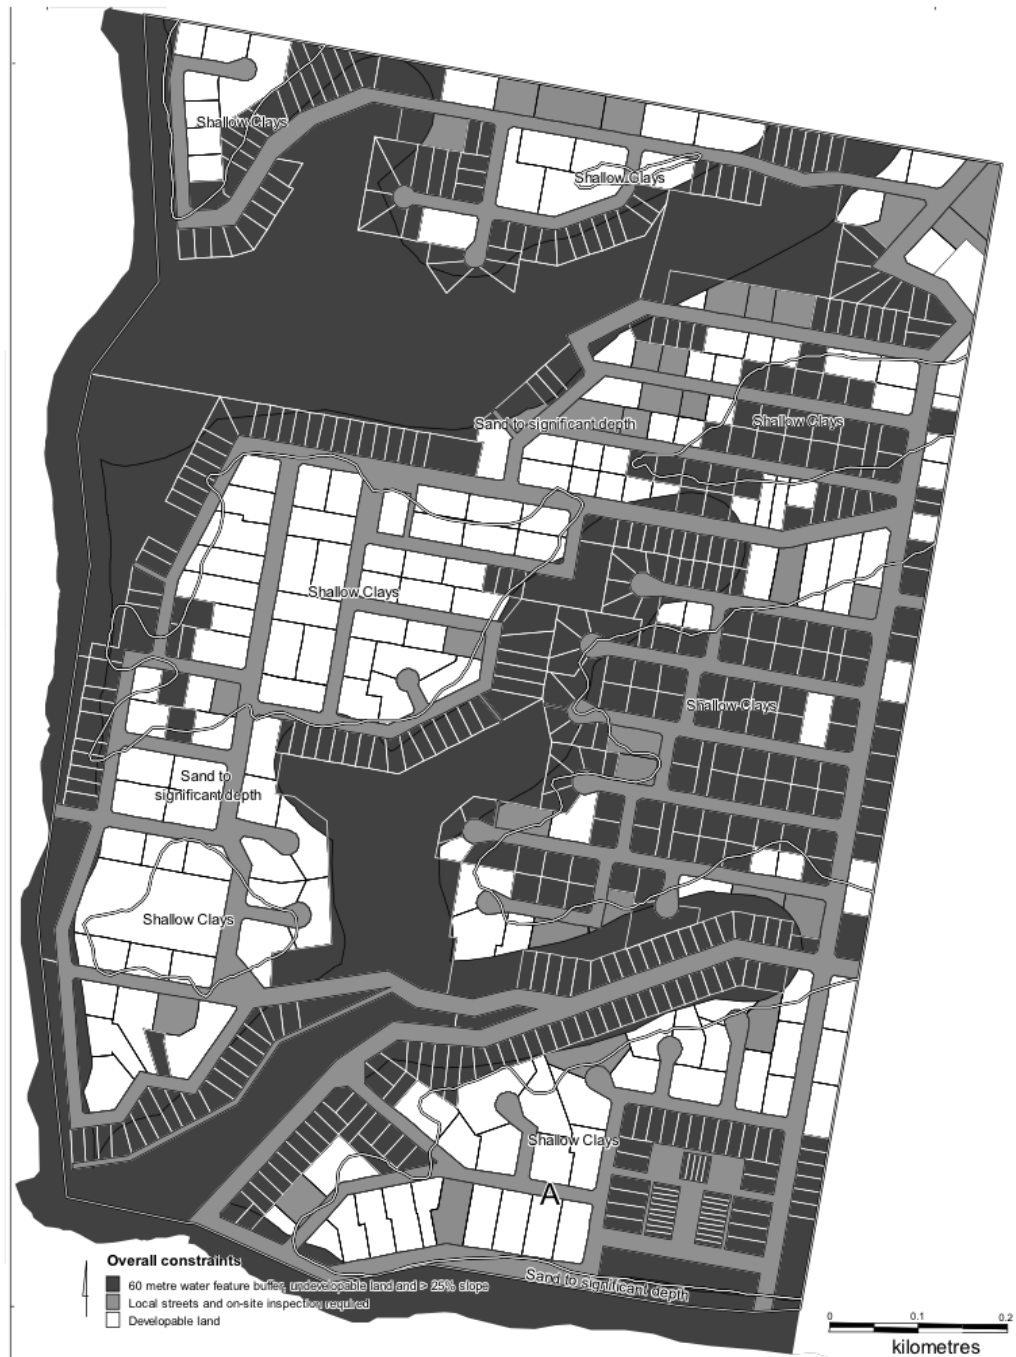 Shallow Clays
Shallow Clays
Sand to significant depth
Shallow Clays
Shallow Clays
Shallow Clays
Sand to
significant depth
Shallow Clays
Shallow Clays
A
Sand to significant depth
Overall constraints
60 metre water feature buffer, undevelopable land and > 25% slope
Local streets and on-site inspection required
Developable land
0 0.1 0.2
kilometres